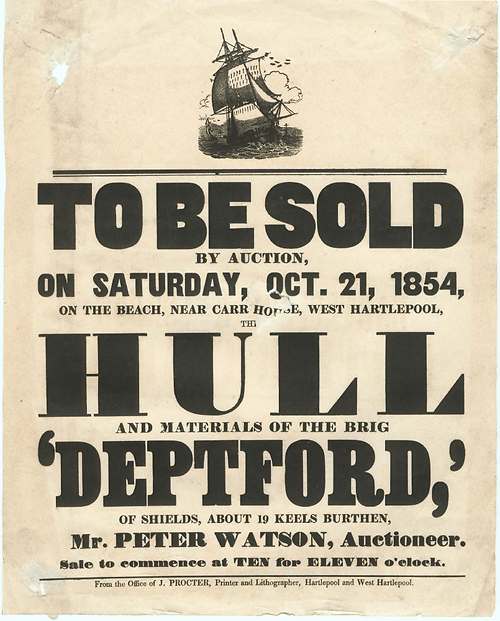 TO BE SOLD
BY AUCTION,
ON SATURDAY, OCT. 21, 1854,
ON THE BEACH, NEAR CARR HOUSE, WEST HARTLEPOOL,
THE
HULL
AND MATERIALS OF THE BRIG
‘DEPTFORD,’
OF SHIELDS, ABOUT 19 KEELS BURTHEN,
Mr. PETER WATSON, Auctioneer.
Sale to commence at TEN for ELEVEN o'clock.
From the Office of J. PROCTER, Printer and Lithographer, Hartlepool and West Hartlepool.